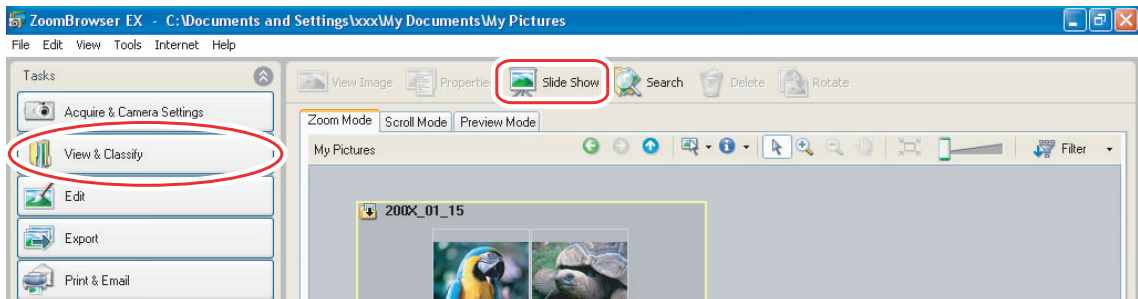 ZoomBrowser EX - C:\Documents and Settings\xxx\My Documents\My Pictures
File Edit View Tools Internet Help
Tasks
View Image Properties Slide Show Search Delete Rotate
Acquire & Camera Settings
Zoom Mode Scroll Mode Preview Mode
View & Classify
My Pictures
Filter
Edit
200X_01_15
Export
Print & Email